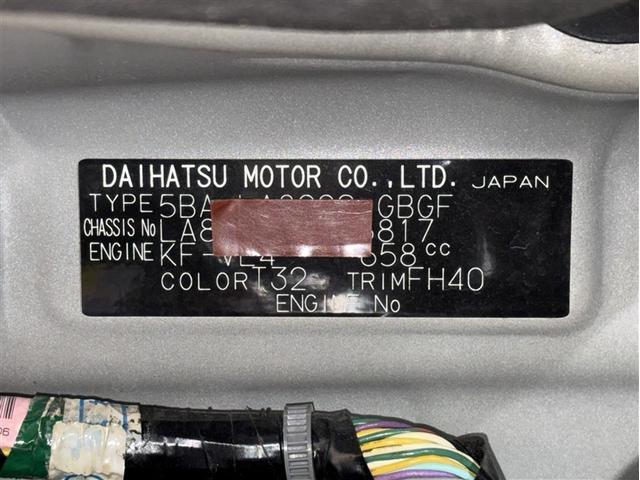 DAIHATSU MOTOR CO.,LTD. JAPAN
TYPE 5BA- GBGF
CHASSIS No LA8 817
ENGINE KF-VE4 658cc
COLOR T32 TRIM FH40
ENGINE No
06